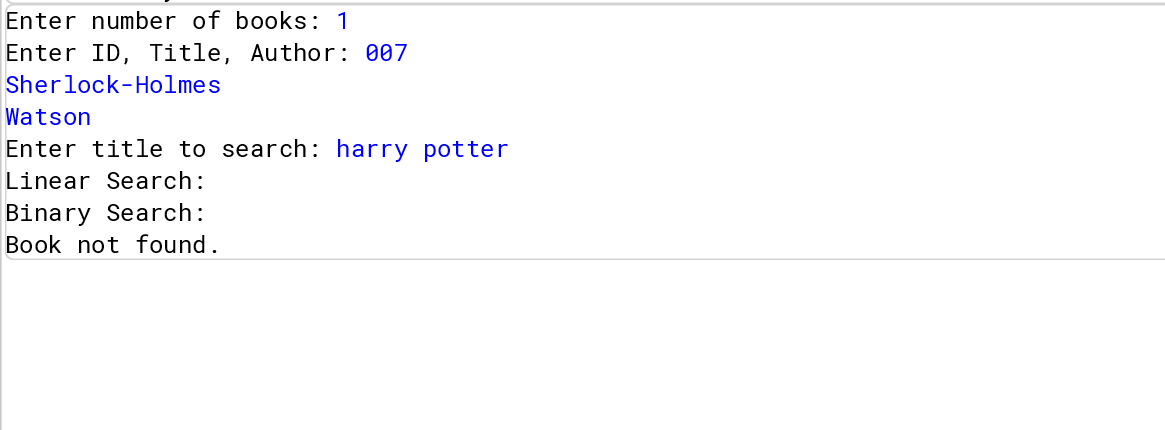 Enter number of books: 1
Enter ID, Title, Author: 007
Sherlock-Holmes
Watson
Enter title to search: harry potter
Linear Search:
Binary Search:
Book not found.